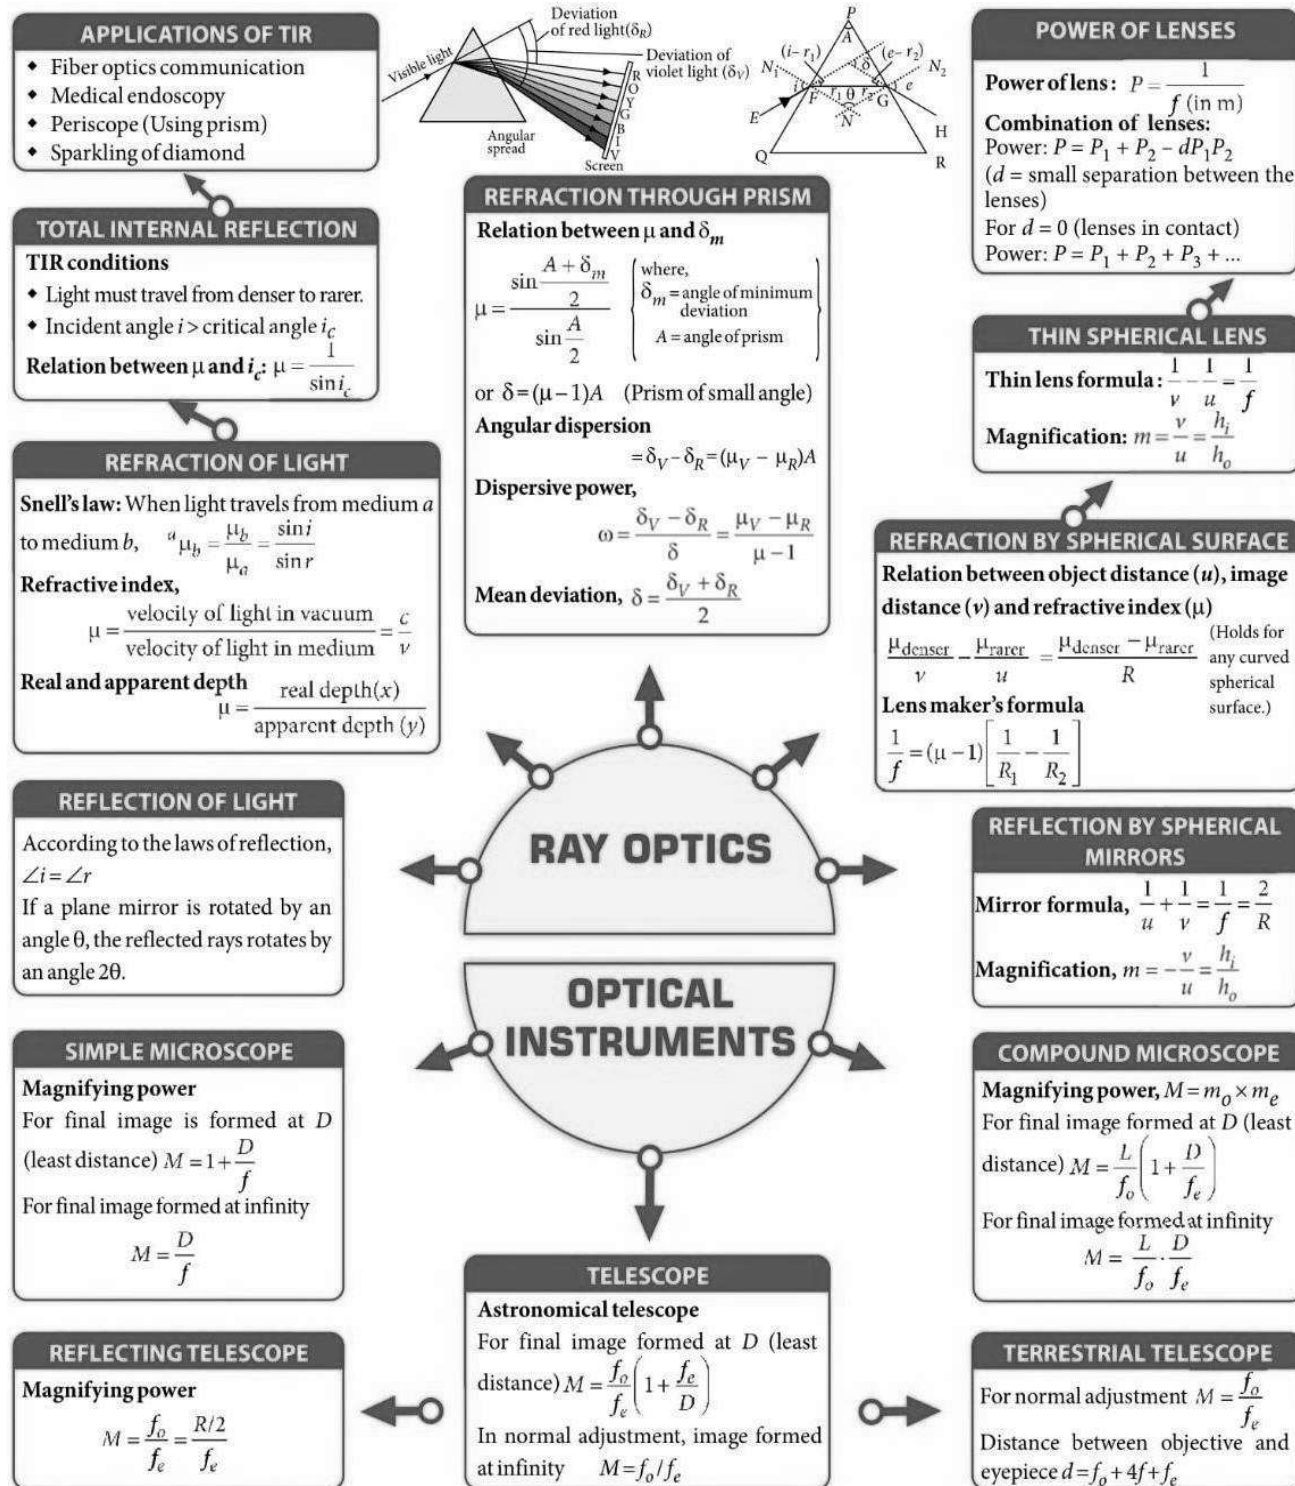 APPLICATIONS OF TIR
◆ Fiber optics communication
◆ Medical endoscopy
◆ Periscope (Using prism)
◆ Sparkling of diamond
Visible light
Deviation
of red light(δ_R)
Deviation of
violet light (δ_V)
R
O
Y
G
B
I
V
Angular
spread
Screen
P
A
(i– r₁)
(e– r₂)
N₁
δ
N₂
i
F
r₁
θ
r₂
G
e
E
N
H
Q
R
POWER OF LENSES
Power of lens : P = 1 / f (in m)
Combination of lenses:
Power: P = P₁ + P₂ – dP₁P₂
(d = small separation between the
lenses)
For d = 0 (lenses in contact)
Power: P = P₁ + P₂ + P₃ + ...
TOTAL INTERNAL REFLECTION
TIR conditions
◆ Light must travel from denser to rarer.
◆ Incident angle i > critical angle i_c
Relation between μ and i_c: μ = 1 / sin i_c
REFRACTION THROUGH PRISM
Relation between μ and δ_m
μ = sin (A + δ_m)/2 / sin A/2
where,
δ_m = angle of minimum
deviation
A = angle of prism
or δ = (μ – 1)A (Prism of small angle)
Angular dispersion
= δ_V – δ_R = (μ_V – μ_R)A
Dispersive power,
ω = (δ_V – δ_R) / δ = (μ_V – μ_R) / (μ – 1)
Mean deviation, δ = (δ_V + δ_R) / 2
THIN SPHERICAL LENS
Thin lens formula : 1/v – 1/u = 1/f
Magnification: m = v/u = h_i/h_o
REFRACTION OF LIGHT
Snell's law: When light travels from medium a
to medium b, ᵃμ_b = μ_b/μ_a = sin i / sin r
Refractive index,
μ = velocity of light in vacuum / velocity of light in medium = c/v
Real and apparent depth
μ = real depth(x) / apparent depth (y)
REFRACTION BY SPHERICAL SURFACE
Relation between object distance (u), image
distance (v) and refractive index (μ)
μ_denser/v – μ_rarer/u = (μ_denser – μ_rarer)/R
(Holds for
any curved
spherical
surface.)
Lens maker's formula
1/f = (μ – 1)[1/R₁ – 1/R₂]
REFLECTION OF LIGHT
According to the laws of reflection,
∠i = ∠r
If a plane mirror is rotated by an
angle θ, the reflected rays rotates by
an angle 2θ.
RAY OPTICS
REFLECTION BY SPHERICAL
MIRRORS
Mirror formula, 1/u + 1/v = 1/f = 2/R
Magnification, m = – v/u = h_i/h_o
OPTICAL
INSTRUMENTS
SIMPLE MICROSCOPE
Magnifying power
For final image is formed at D
(least distance) M = 1 + D/f
For final image formed at infinity
M = D/f
COMPOUND MICROSCOPE
Magnifying power, M = m_o × m_e
For final image formed at D (least
distance) M = L/f_o (1 + D/f_e)
For final image formed at infinity
M = L/f_o · D/f_e
TELESCOPE
Astronomical telescope
For final image formed at D (least
distance) M = f_o/f_e (1 + f_e/D)
In normal adjustment, image formed
at infinity M = f_o/f_e
REFLECTING TELESCOPE
Magnifying power
M = f_o/f_e = R/2 / f_e
TERRESTRIAL TELESCOPE
For normal adjustment M = f_o/f_e
Distance between objective and
eyepiece d = f_o + 4f + f_e